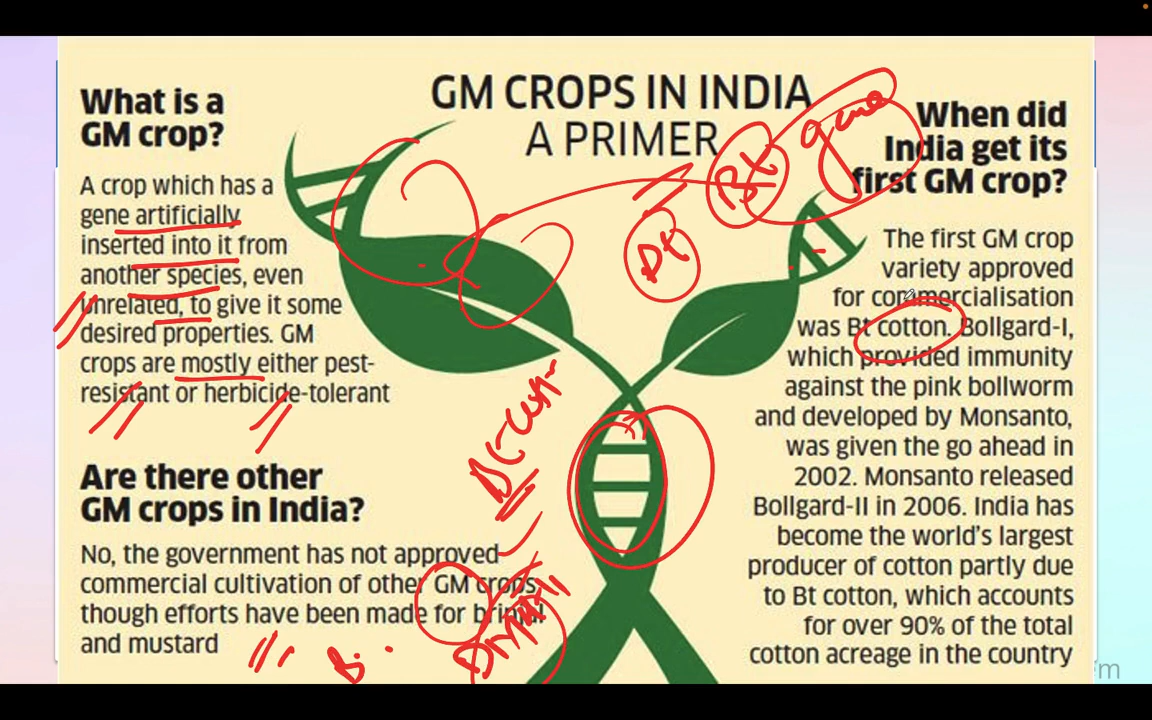 GM CROPS IN INDIA
A PRIMER
What is a
GM crop?
A crop which has a
gene artificially
inserted into it from
another species, even
unrelated, to give it some
desired properties. GM
crops are mostly either pest-
resistant or herbicide-tolerant
Are there other
GM crops in India?
No, the government has not approved
commercial cultivation of other GM crops
though efforts have been made for brinjal
and mustard
When did
India get its
first GM crop?
The first GM crop
variety approved
for commercialisation
was Bt cotton. Bollgard-I,
which provided immunity
against the pink bollworm
and developed by Monsanto,
was given the go ahead in
2002. Monsanto released
Bollgard-II in 2006. India has
become the world's largest
producer of cotton partly due
to Bt cotton, which accounts
for over 90% of the total
cotton acreage in the country
Bt gene